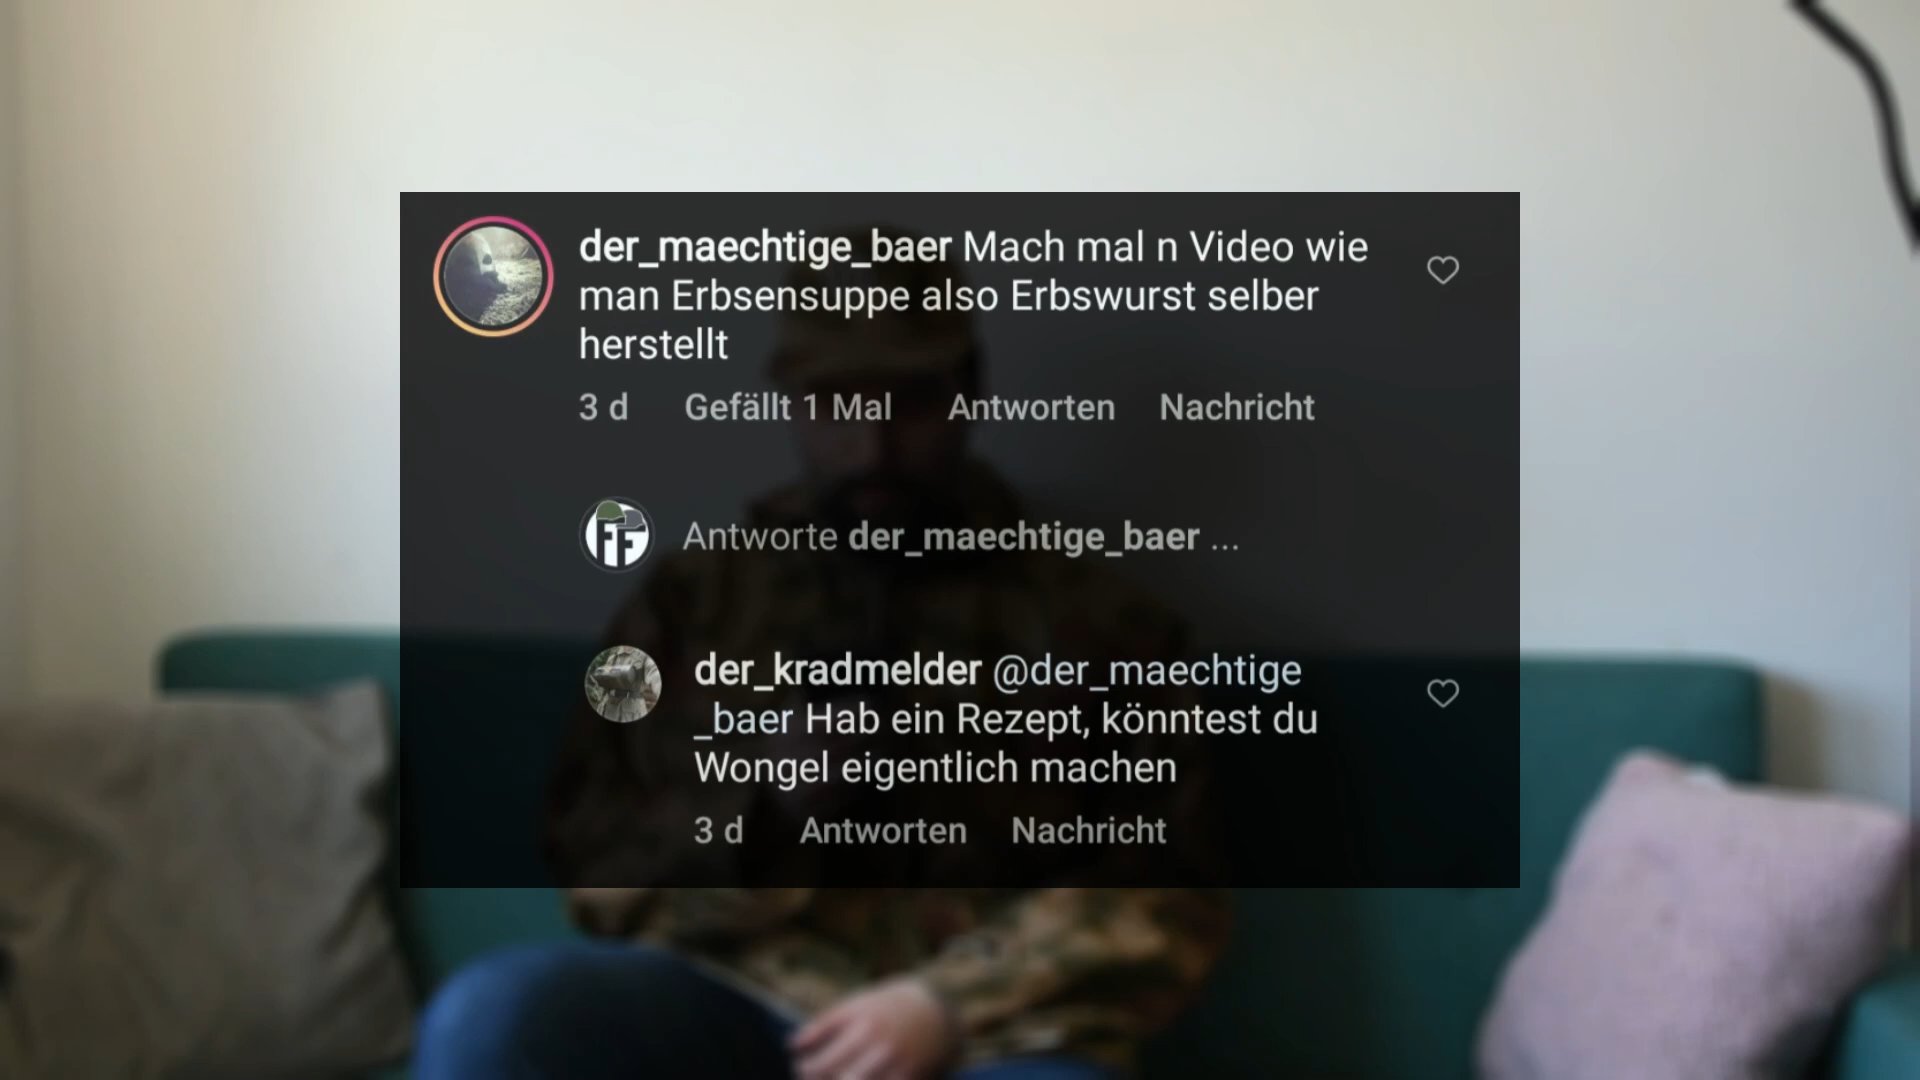 der_maechtige_baer Mach mal n Video wie
man Erbsensuppe also Erbswurst selber
herstellt
3 d Gefällt 1 Mal Antworten Nachricht
FF
Antworte der_maechtige_baer ...
der_kradmelder @der_maechtige
_baer Hab ein Rezept, könntest du
Wongel eigentlich machen
3 d Antworten Nachricht